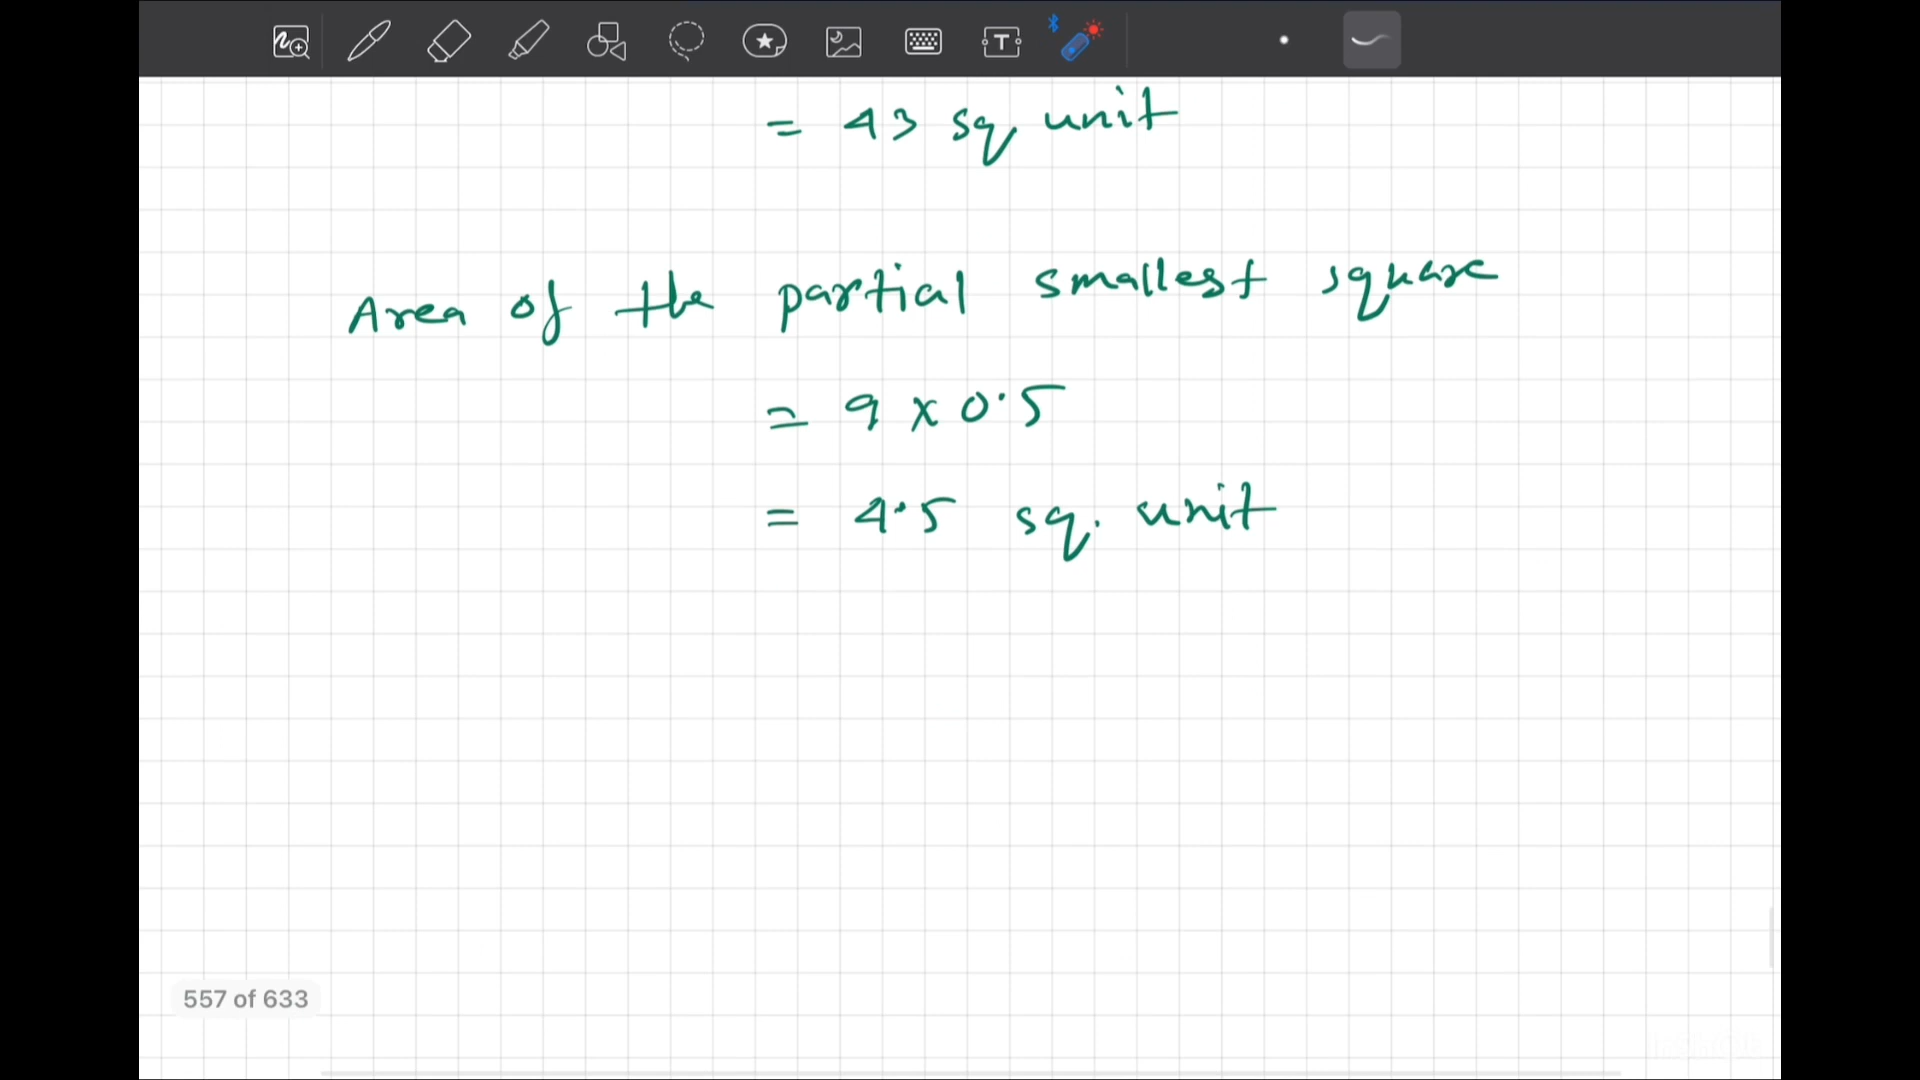 = 43 sq unit
Area of the partial smallest square
= 9 x 0.5
= 4.5 sq. unit
557 of 633